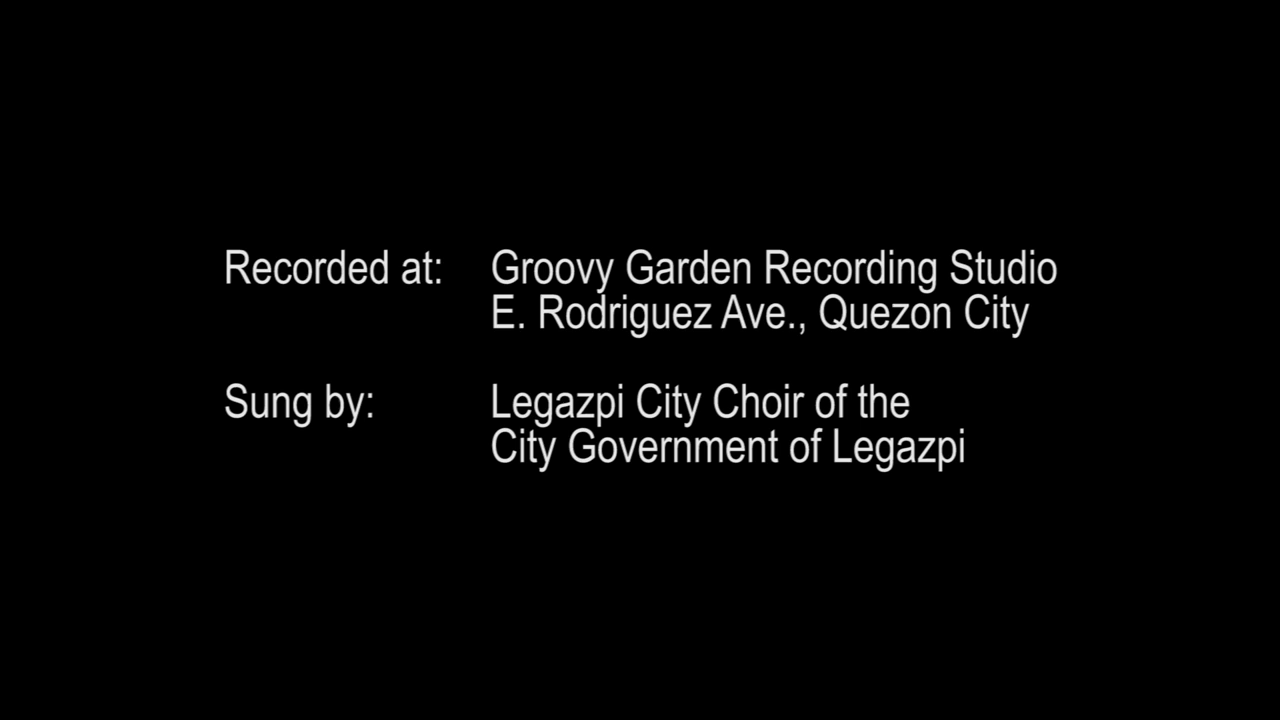 Recorded at: Groovy Garden Recording Studio
E. Rodriguez Ave., Quezon City
Sung by: Legazpi City Choir of the
City Government of Legazpi